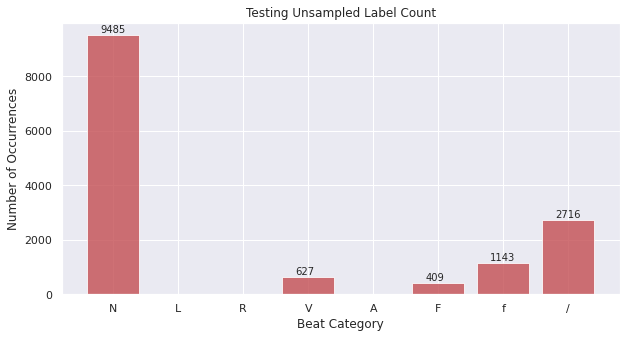 Testing Unsampled Label Count
Number of Occurrences
8000
6000
4000
2000
0
9485
627
409
1143
2716
N L R V A F f /
Beat Category